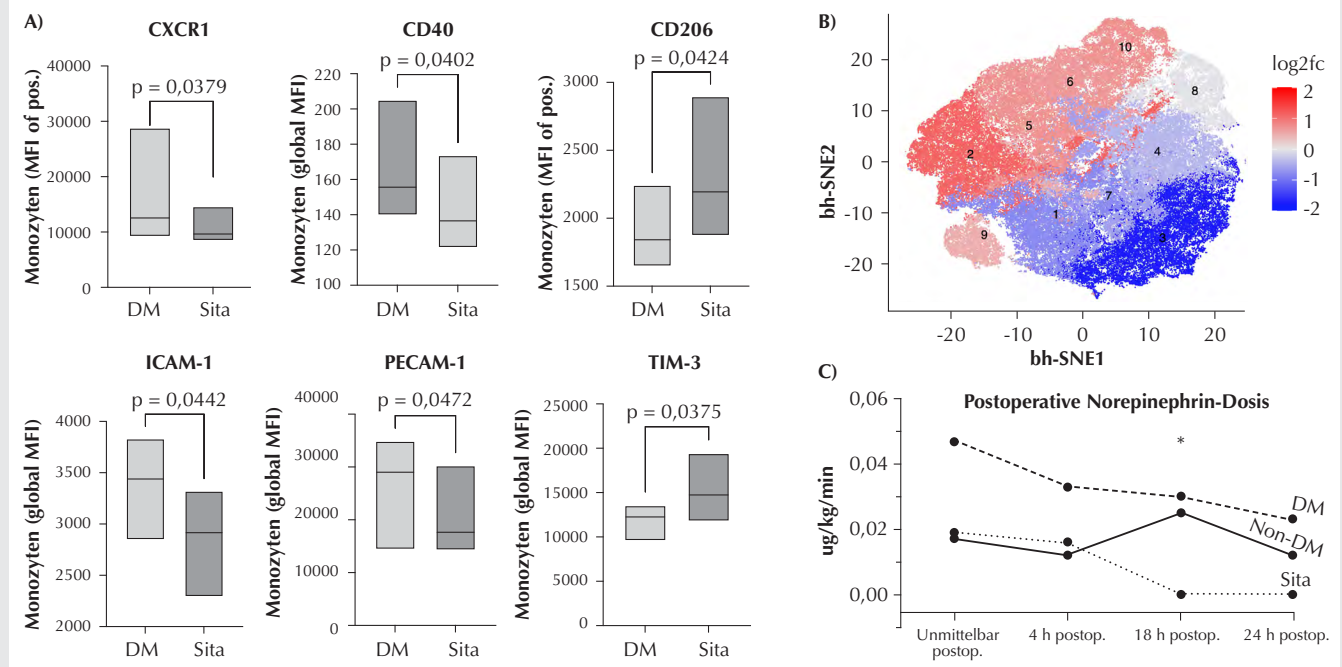 A)
CXCR1
p = 0,0379
Monozyten (MFI of pos.)
40000
30000
20000
10000
0
DM Sita
CD40
p = 0,0402
Monozyten (global MFI)
220
200
180
160
140
120
100
DM Sita
CD206
p = 0,0424
Monozyten (MFI of pos.)
3000
2500
2000
1500
DM Sita
ICAM-1
p = 0,0442
Monozyten (global MFI)
4000
3500
3000
2500
2000
DM Sita
PECAM-1
p = 0,0472
Monozyten (global MFI)
40000
30000
20000
10000
0
DM Sita
TIM-3
p = 0,0375
Monozyten (global MFI)
25000
20000
15000
10000
5000
0
DM Sita
B)
bh-SNE2
20
10
0
-10
-20
10
6
8
5
2
4
7
1
3
9
-20 -10 0 10 20
bh-SNE1
log2fc
2
1
0
-1
-2
C)
Postoperative Norepinephrin-Dosis
ug/kg/min
0,06
0,04
0,02
0,00
*
DM
Non-DM
Sita
Unmittelbar
postop.
4 h postop.
18 h postop.
24 h postop.